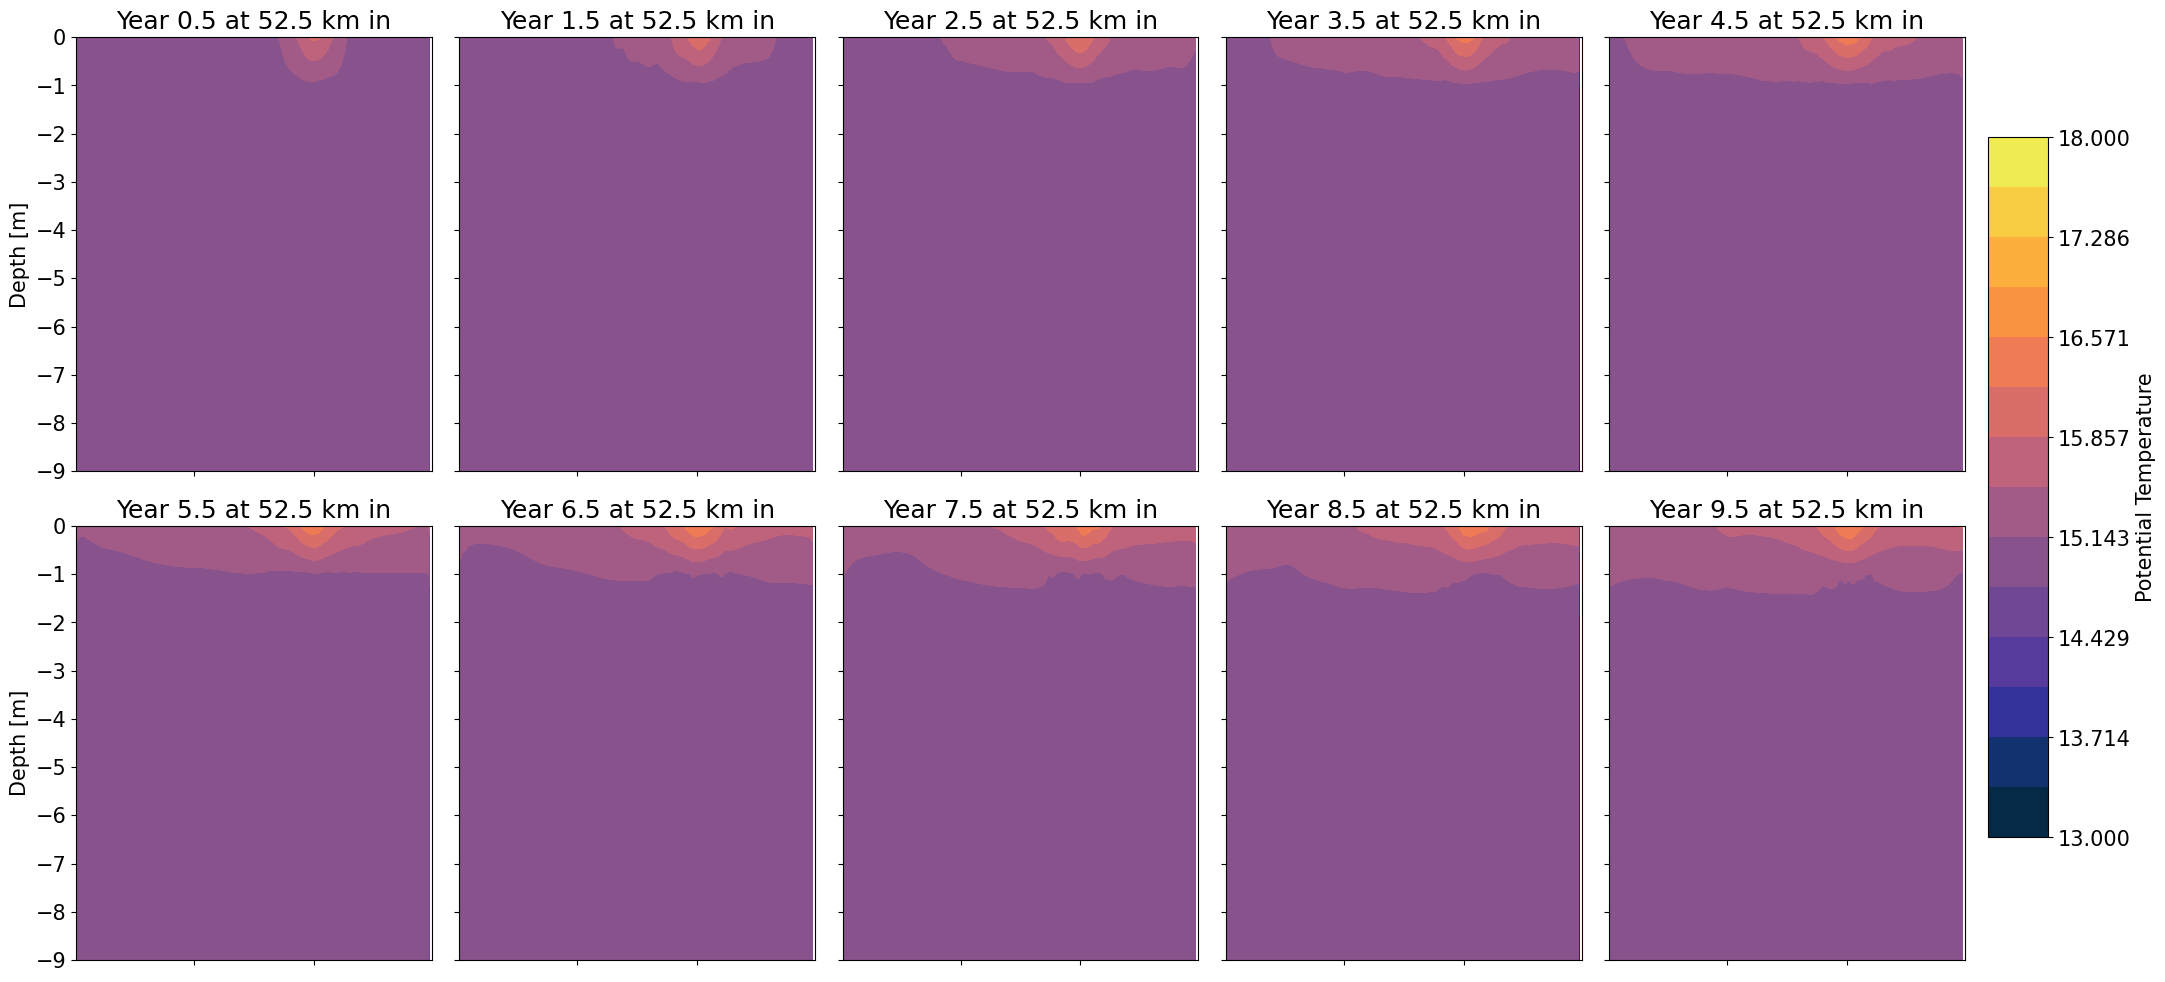 Year 0.5 at 52.5 km in
Year 1.5 at 52.5 km in
Year 2.5 at 52.5 km in
Year 3.5 at 52.5 km in
Year 4.5 at 52.5 km in
0
−1
−2
−3
−4
−5
−6
−7
−8
−9
Depth [m]
Year 5.5 at 52.5 km in
Year 6.5 at 52.5 km in
Year 7.5 at 52.5 km in
Year 8.5 at 52.5 km in
Year 9.5 at 52.5 km in
0
−1
−2
−3
−4
−5
−6
−7
−8
−9
Depth [m]
18.000
17.286
16.571
15.857
15.143
14.429
13.714
13.000
Potential Temperature